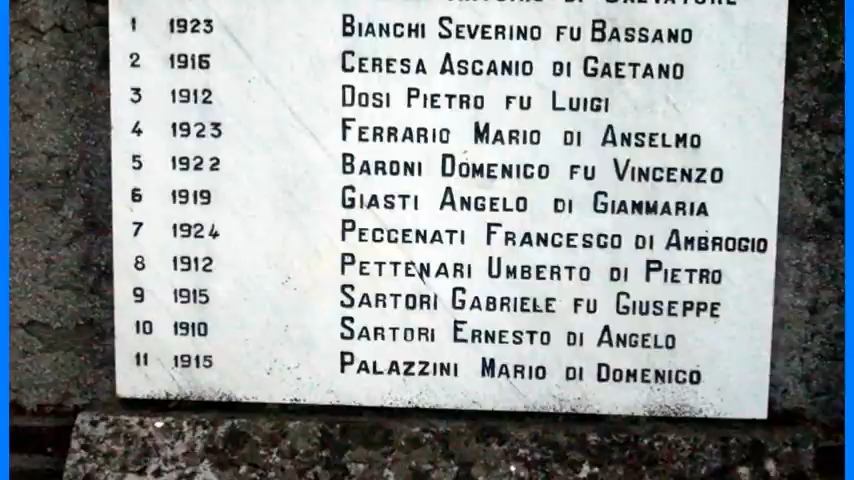 1 1923 BIANCHI SEVERINO FU BASSANO
2 1916 CERESA ASCANIO DI GAETANO
3 1912 DOSI PIETRO FU LUIGI
4 1923 FERRARIO MARIO DI ANSELMO
5 1922 BARONI DOMENICO FU VINCENZO
6 1919 GIASTI ANGELO DI GIANMARIA
7 1924 PECCENATI FRANCESCO DI AMBROGIO
8 1912 PETTENARI UMBERTO DI PIETRO
9 1915 SARTORI GABRIELE FU GIUSEPPE
10 1910 SARTORI ERNESTO DI ANGELO
11 1915 PALAZZINI MARIO DI DOMENICO